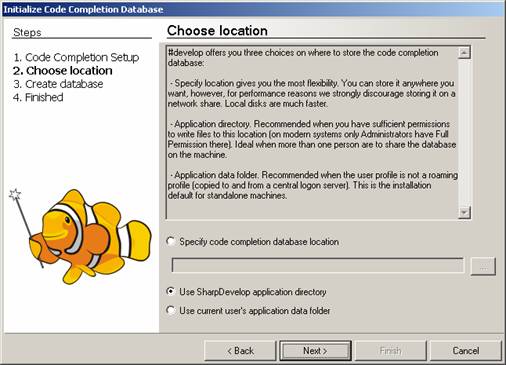 Initialize Code Completion Database
Steps
1. Code Completion Setup
2. Choose location
3. Create database
4. Finished
Choose location
#develop offers you three choices on where to store the code completion
database:
- Specify location gives you the most flexibility. You can store it anywhere you
want, however, for performance reasons we strongly discourage storing it on a
network share. Local disks are much faster.
- Application directory. Recommended when you have sufficient permissions
to write files to this location (on modern systems only Administrators have Full
Permission there). Ideal when more than one person are to share the database
on the machine.
- Application data folder. Recommended when the user profile is not a roaming
profile (copied to and from a central logon server). This is the installation
default for standalone machines.
Specify code completion database location
...
Use SharpDevelop application directory
Use current user's application data folder
< Back
Next >
Finish
Cancel